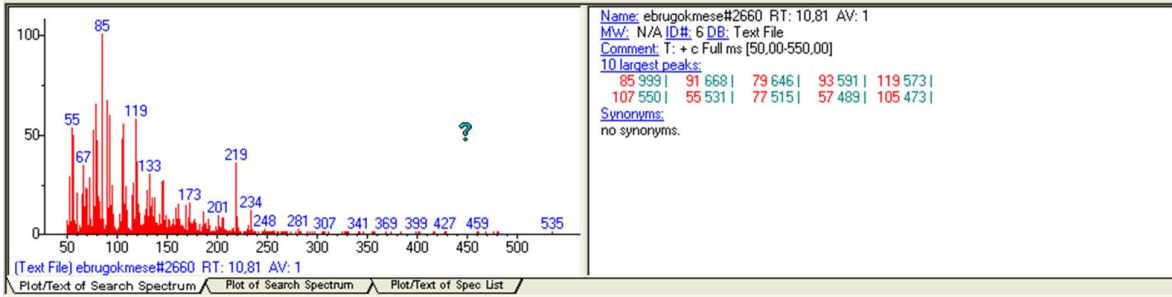 100-
85
55
67
119
133
173
201
219
234
248
281
307
341
369
399
427
459
535
50-
0-
50 100 150 200 250 300 350 400 450 500
?
(Text File) ebrugokmese#2660 RT: 10,81 AV: 1
Plot/Text of Search Spectrum Plot of Search Spectrum Plot/Text of Spec List
Name: ebrugokmese#2660 RT: 10,81 AV: 1
MW: N/A ID#: 6 DB: Text File
Comment: T: + c Full ms [50,00-550,00]
10 largest peaks:
85 999 | 91 668 | 79 646 | 93 591 | 119 573 |
107 550 | 55 531 | 77 515 | 57 489 | 105 473 |
Synonyms:
no synonyms.